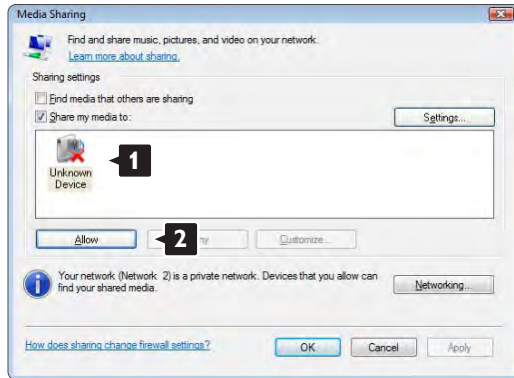 Media Sharing
Find and share music, pictures, and video on your network.
Learn more about sharing.
Sharing settings
Find media that others are sharing
Share my media to:
Settings...
1
Unknown
Device
Allow
2
ny
Customize...
Your network (Network 2) is a private network. Devices that you allow can
find your shared media.
Networking...
How does sharing change firewall settings?
OK
Cancel
Apply